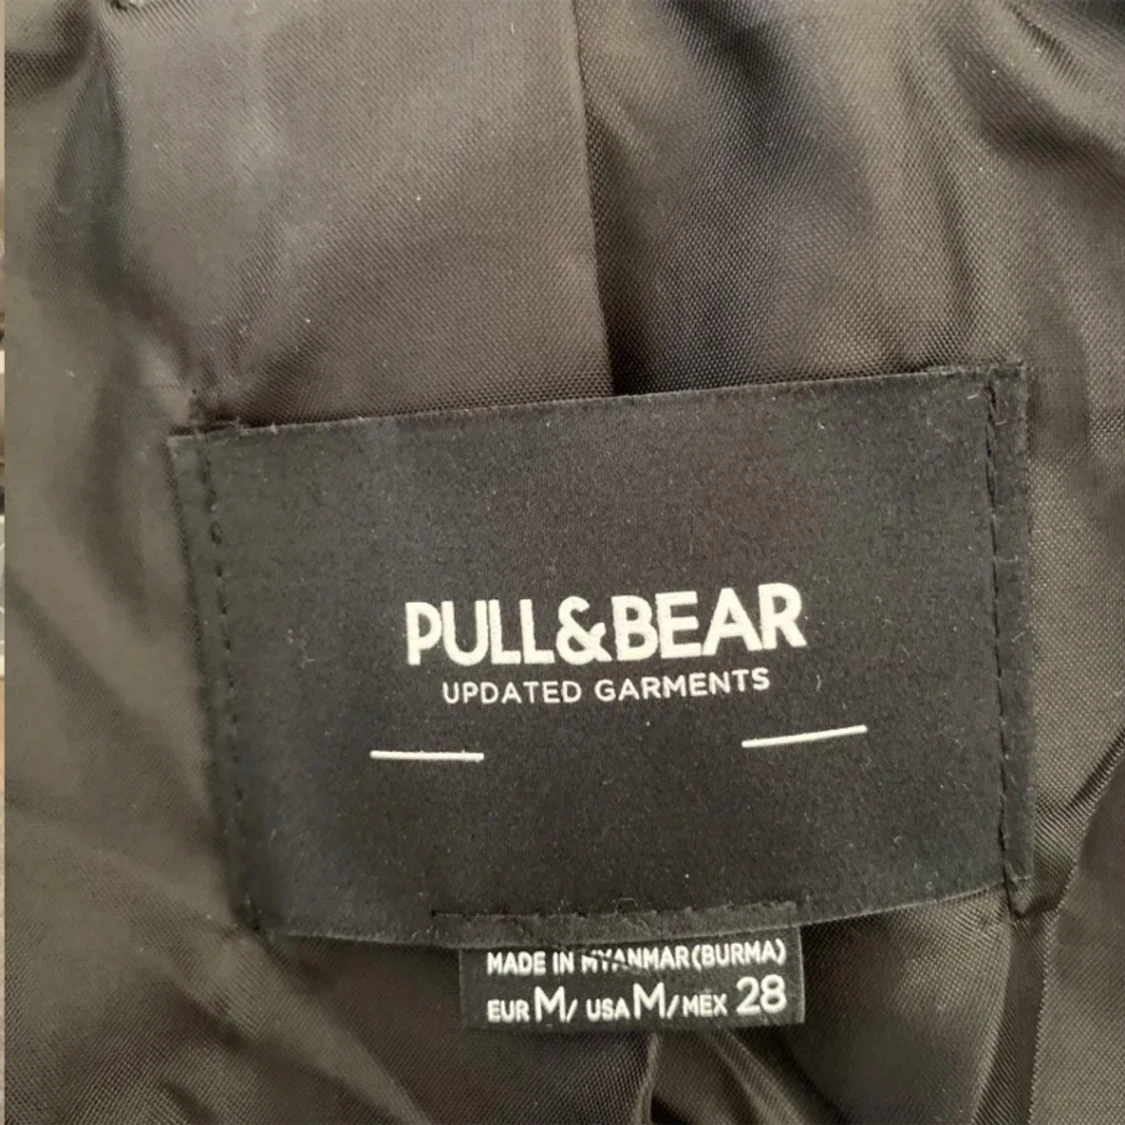 PULL&BEAR
UPDATED GARMENTS
MADE IN MYANMAR(BURMA)
EUR M/ USA M/MEX 28